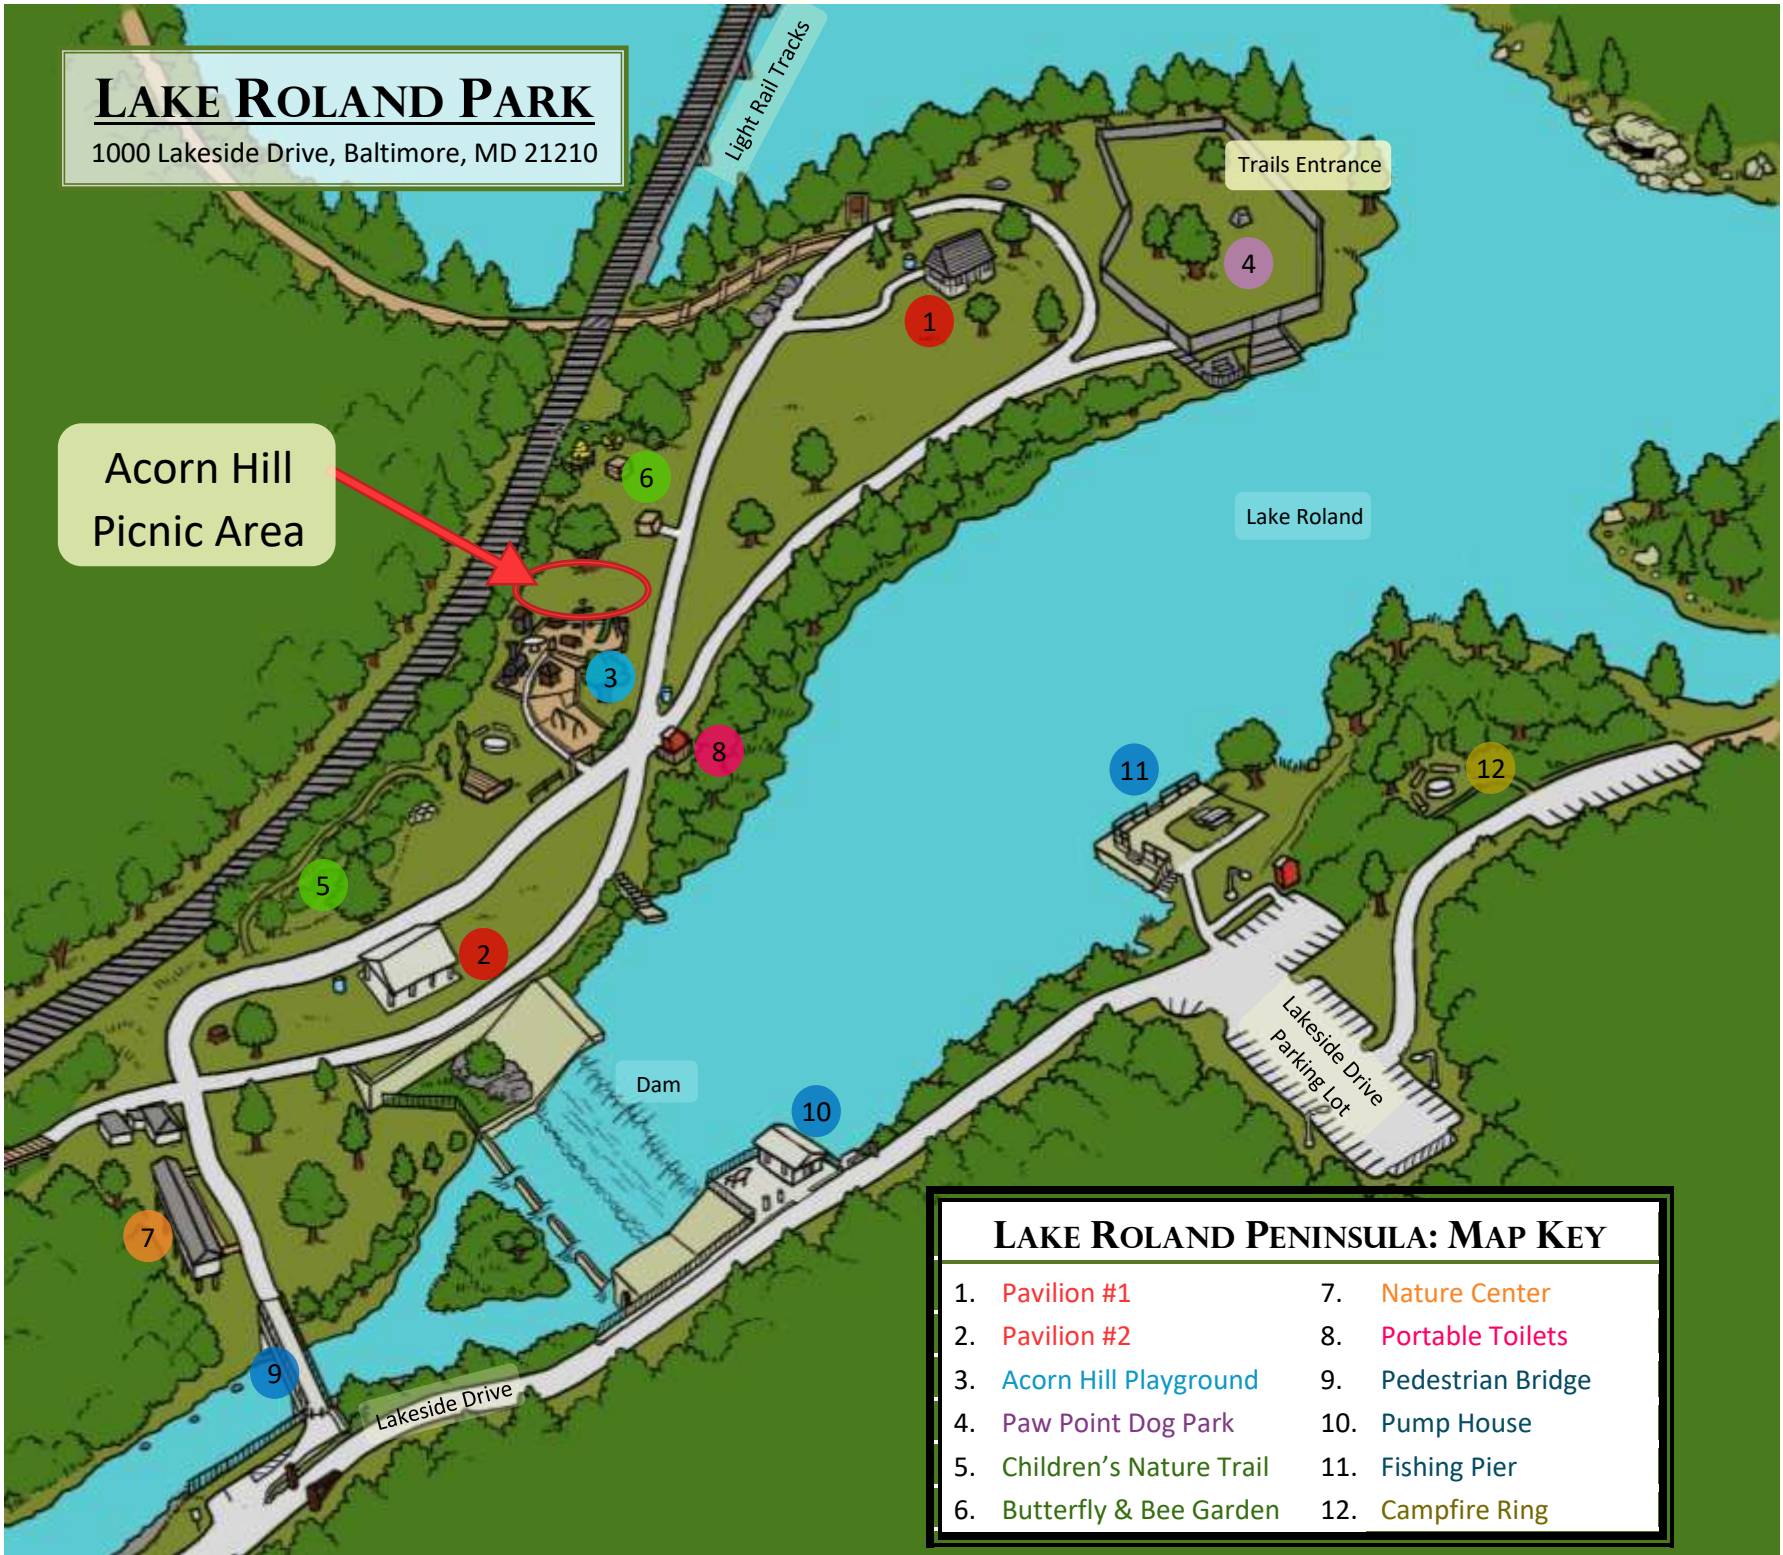 LAKE ROLAND PARK
1000 Lakeside Drive, Baltimore, MD 21210
Light Rail Tracks
Trails Entrance
4
1
Acorn Hill
Picnic Area
6
Lake Roland
3
8
11
12
5
2
Lakeside Drive
Parking Lot
Dam
10
7
9
Lakeside Drive
LAKE ROLAND PENINSULA: MAP KEY
1. Pavilion #1
2. Pavilion #2
3. Acorn Hill Playground
4. Paw Point Dog Park
5. Children's Nature Trail
6. Butterfly & Bee Garden
7. Nature Center
8. Portable Toilets
9. Pedestrian Bridge
10. Pump House
11. Fishing Pier
12. Campfire Ring